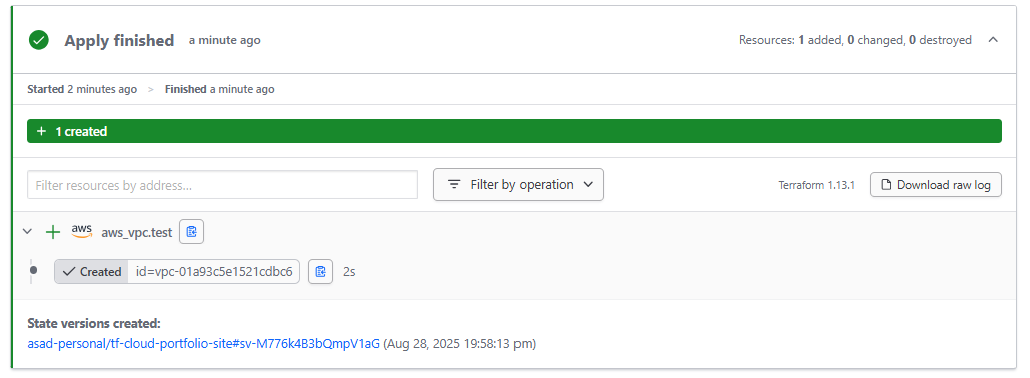 Apply finished a minute ago Resources: 1 added, 0 changed, 0 destroyed
Started 2 minutes ago > Finished a minute ago
+ 1 created
Filter resources by address... Filter by operation Terraform 1.13.1 Download raw log
+ aws aws_vpc.test
Created id=vpc-01a93c5e1521cdbc6 2s
State versions created:
asad-personal/tf-cloud-portfolio-site#sv-M776k4B3bQmpV1aG (Aug 28, 2025 19:58:13 pm)